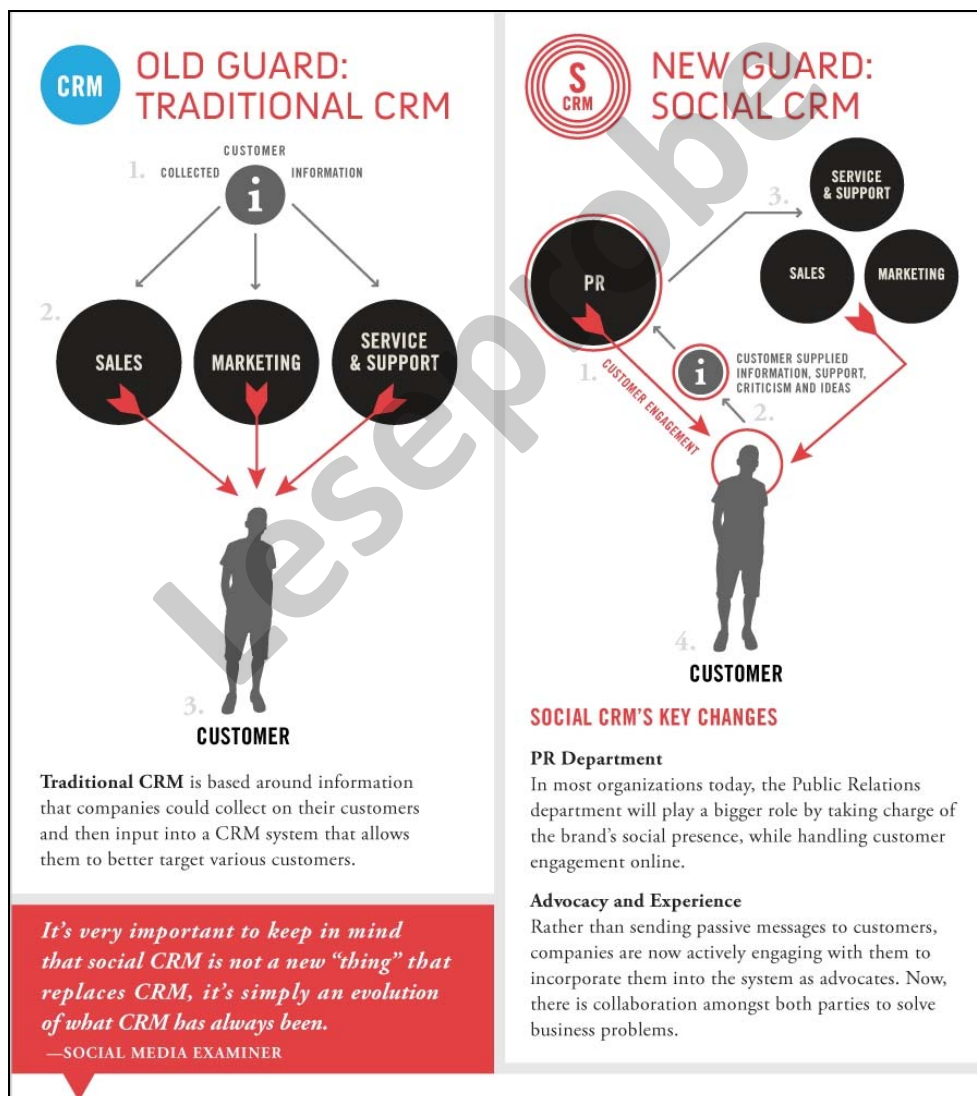 CRM
OLD GUARD:
TRADITIONAL CRM
CUSTOMER
1. COLLECTED INFORMATION
i
2.
SALES
MARKETING
SERVICE
& SUPPORT
3.
CUSTOMER
Traditional CRM is based around information
that companies could collect on their customers
and then input into a CRM system that allows
them to better target various customers.
It's very important to keep in mind
that social CRM is not a new “thing” that
replaces CRM, it's simply an evolution
of what CRM has always been.
—SOCIAL MEDIA EXAMINER
S
CRM
NEW GUARD:
SOCIAL CRM
SERVICE
& SUPPORT
3.
PR
SALES
MARKETING
1. CUSTOMER ENGAGEMENT
i
CUSTOMER SUPPLIED
INFORMATION, SUPPORT,
CRITICISM AND IDEAS
2.
4.
CUSTOMER
SOCIAL CRM'S KEY CHANGES
PR Department
In most organizations today, the Public Relations
department will play a bigger role by taking charge of
the brand's social presence, while handling customer
engagement online.
Advocacy and Experience
Rather than sending passive messages to customers,
companies are now actively engaging with them to
incorporate them into the system as advocates. Now,
there is collaboration amongst both parties to solve
business problems.
Leseprobe